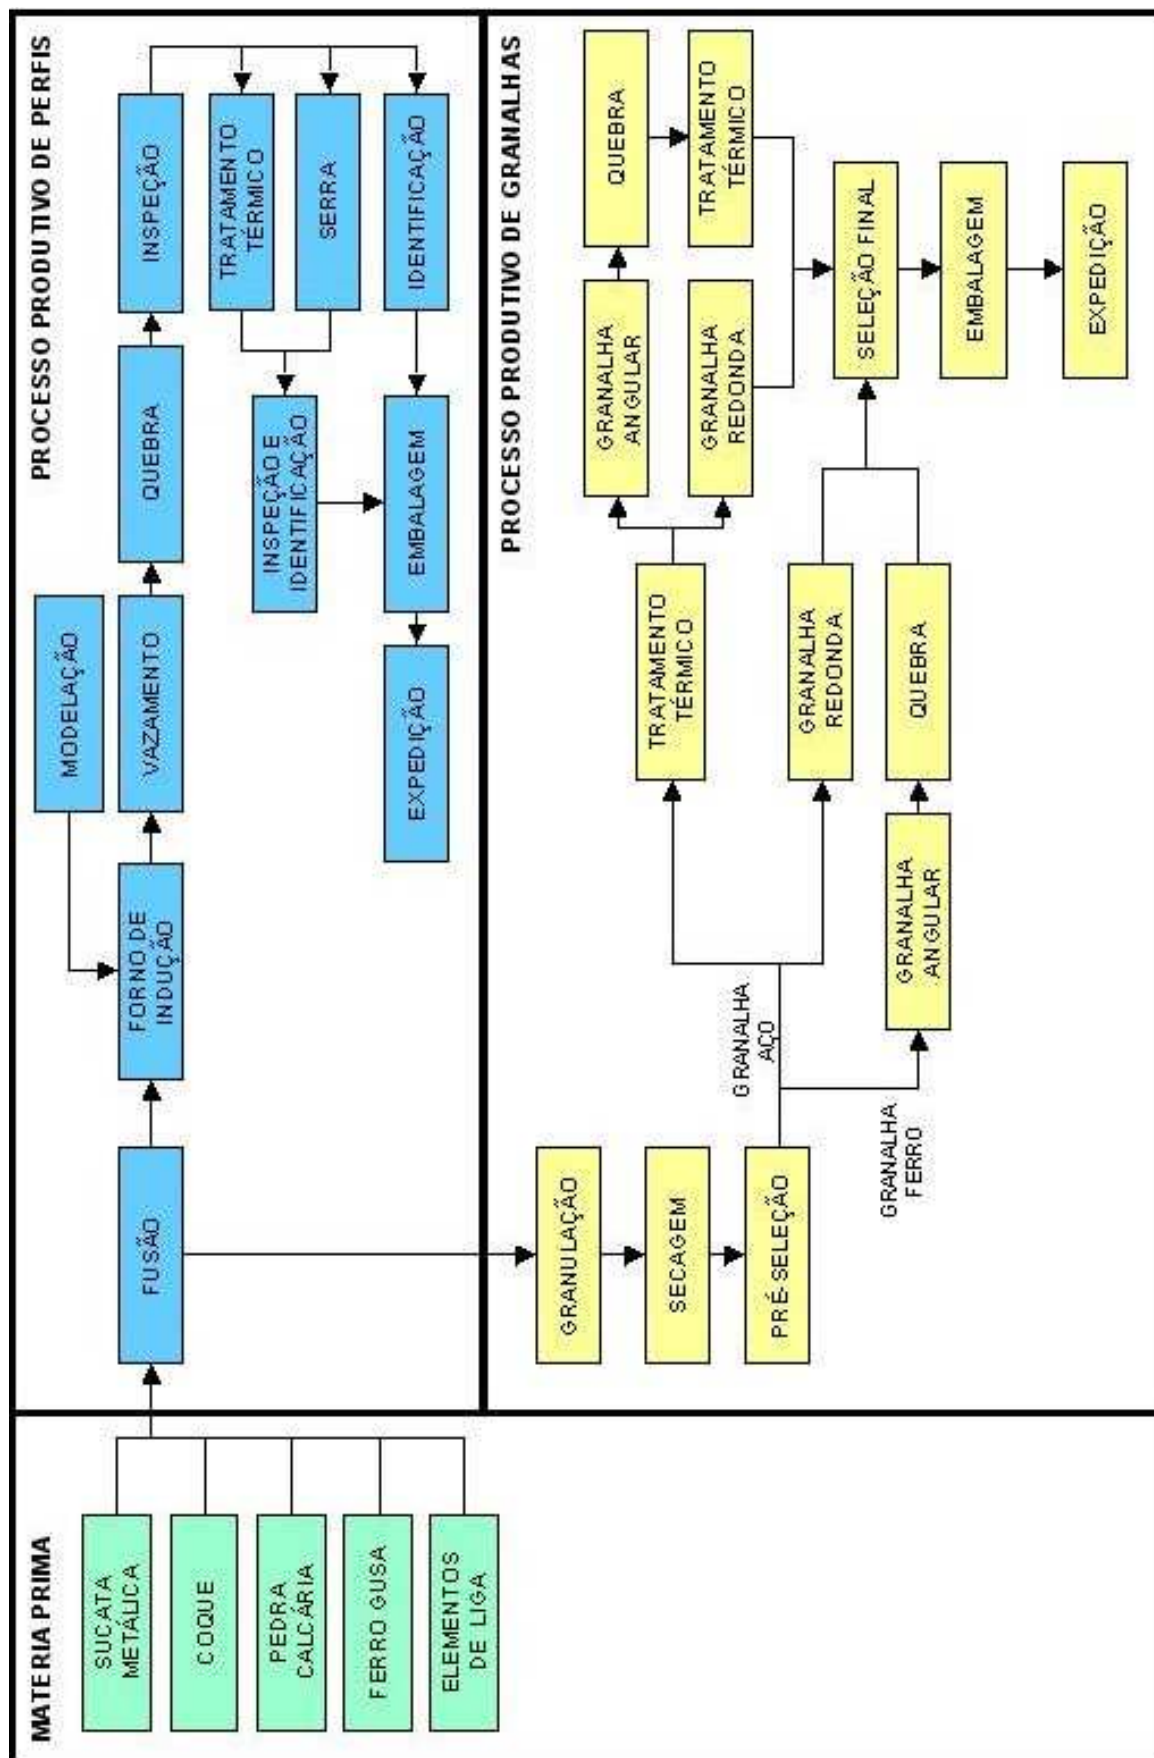 MATERIA PRIMA
SUCATA
METÁLICA
COQUE
PEDRA
CALCÁRIA
FERRO GUSA
ELEMENTOS
DE LIGA
PROCESSO PRODUTIVO DE PERFIS
FUSÃO
FORNO DE
INDUÇÃO
MODELAÇÃO
VAZAMENTO
QUEBRA
INSPEÇÃO
TRATAMENTO
TÉRMICO
SERRA
IDENTIFICAÇÃO
INSPEÇÃO E
IDENTIFICAÇÃO
EMBALAGEM
EXPEDIÇÃO
PROCESSO PRODUTIVO DE GRANALHAS
GRANULAÇÃO
SECAGEM
PRÉ-SELEÇÃO
GRANALHA
AÇO
GRANALHA
FERRO
TRATAMENTO
TÉRMICO
GRANALHA
REDONDA
GRANALHA
ANGULAR
QUEBRA
GRANALHA
ANGULAR
GRANALHA
REDONDA
QUEBRA
TRATAMENTO
TÉRMICO
SELEÇÃO FINAL
EMBALAGEM
EXPEDIÇÃO